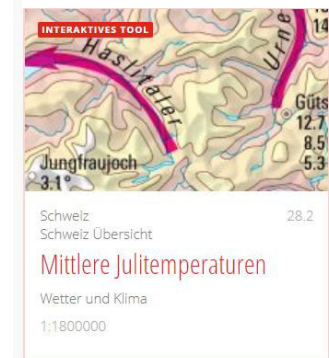 INTERAKTIVES TOOL
Haslitaler
Urne
14
Güts
12.7
8.5
5.3
Jungfraujoch
3.1°
Schweiz 28.2
Schweiz Übersicht
Mittlere Julitemperaturen
Wetter und Klima
1:1800000